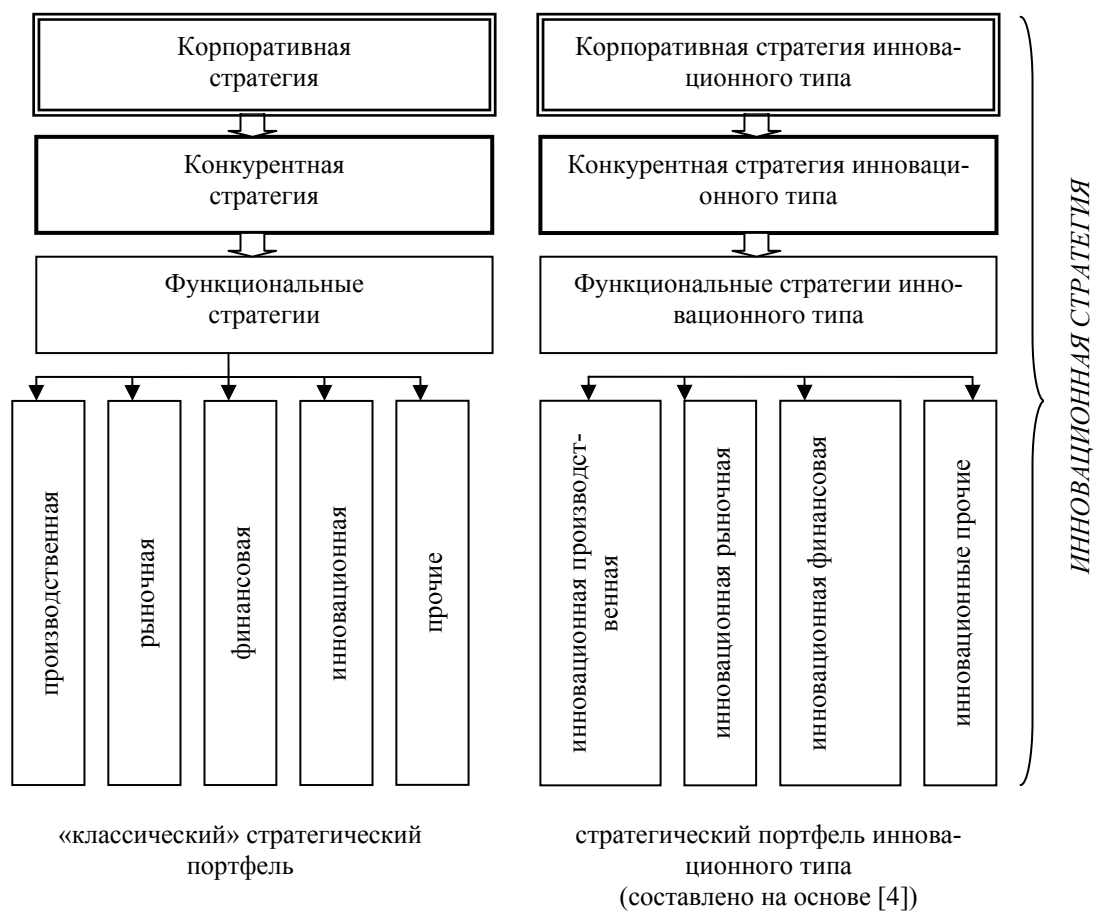 Корпоративная
стратегия
Конкурентная
стратегия
Функциональные
стратегии
производственная
рыночная
финансовая
инновационная
прочие
«классический» стратегический
портфель
Корпоративная стратегия иннова-
ционного типа
Конкурентная стратегия инноваци-
онного типа
Функциональные стратегии инно-
вационного типа
инновационная производст-
венная
инновационная рыночная
инновационная финансовая
инновационные прочие
стратегический портфель иннова-
ционного типа
(составлено на основе [4])
ИННОВАЦИОННАЯ СТРАТЕГИЯ